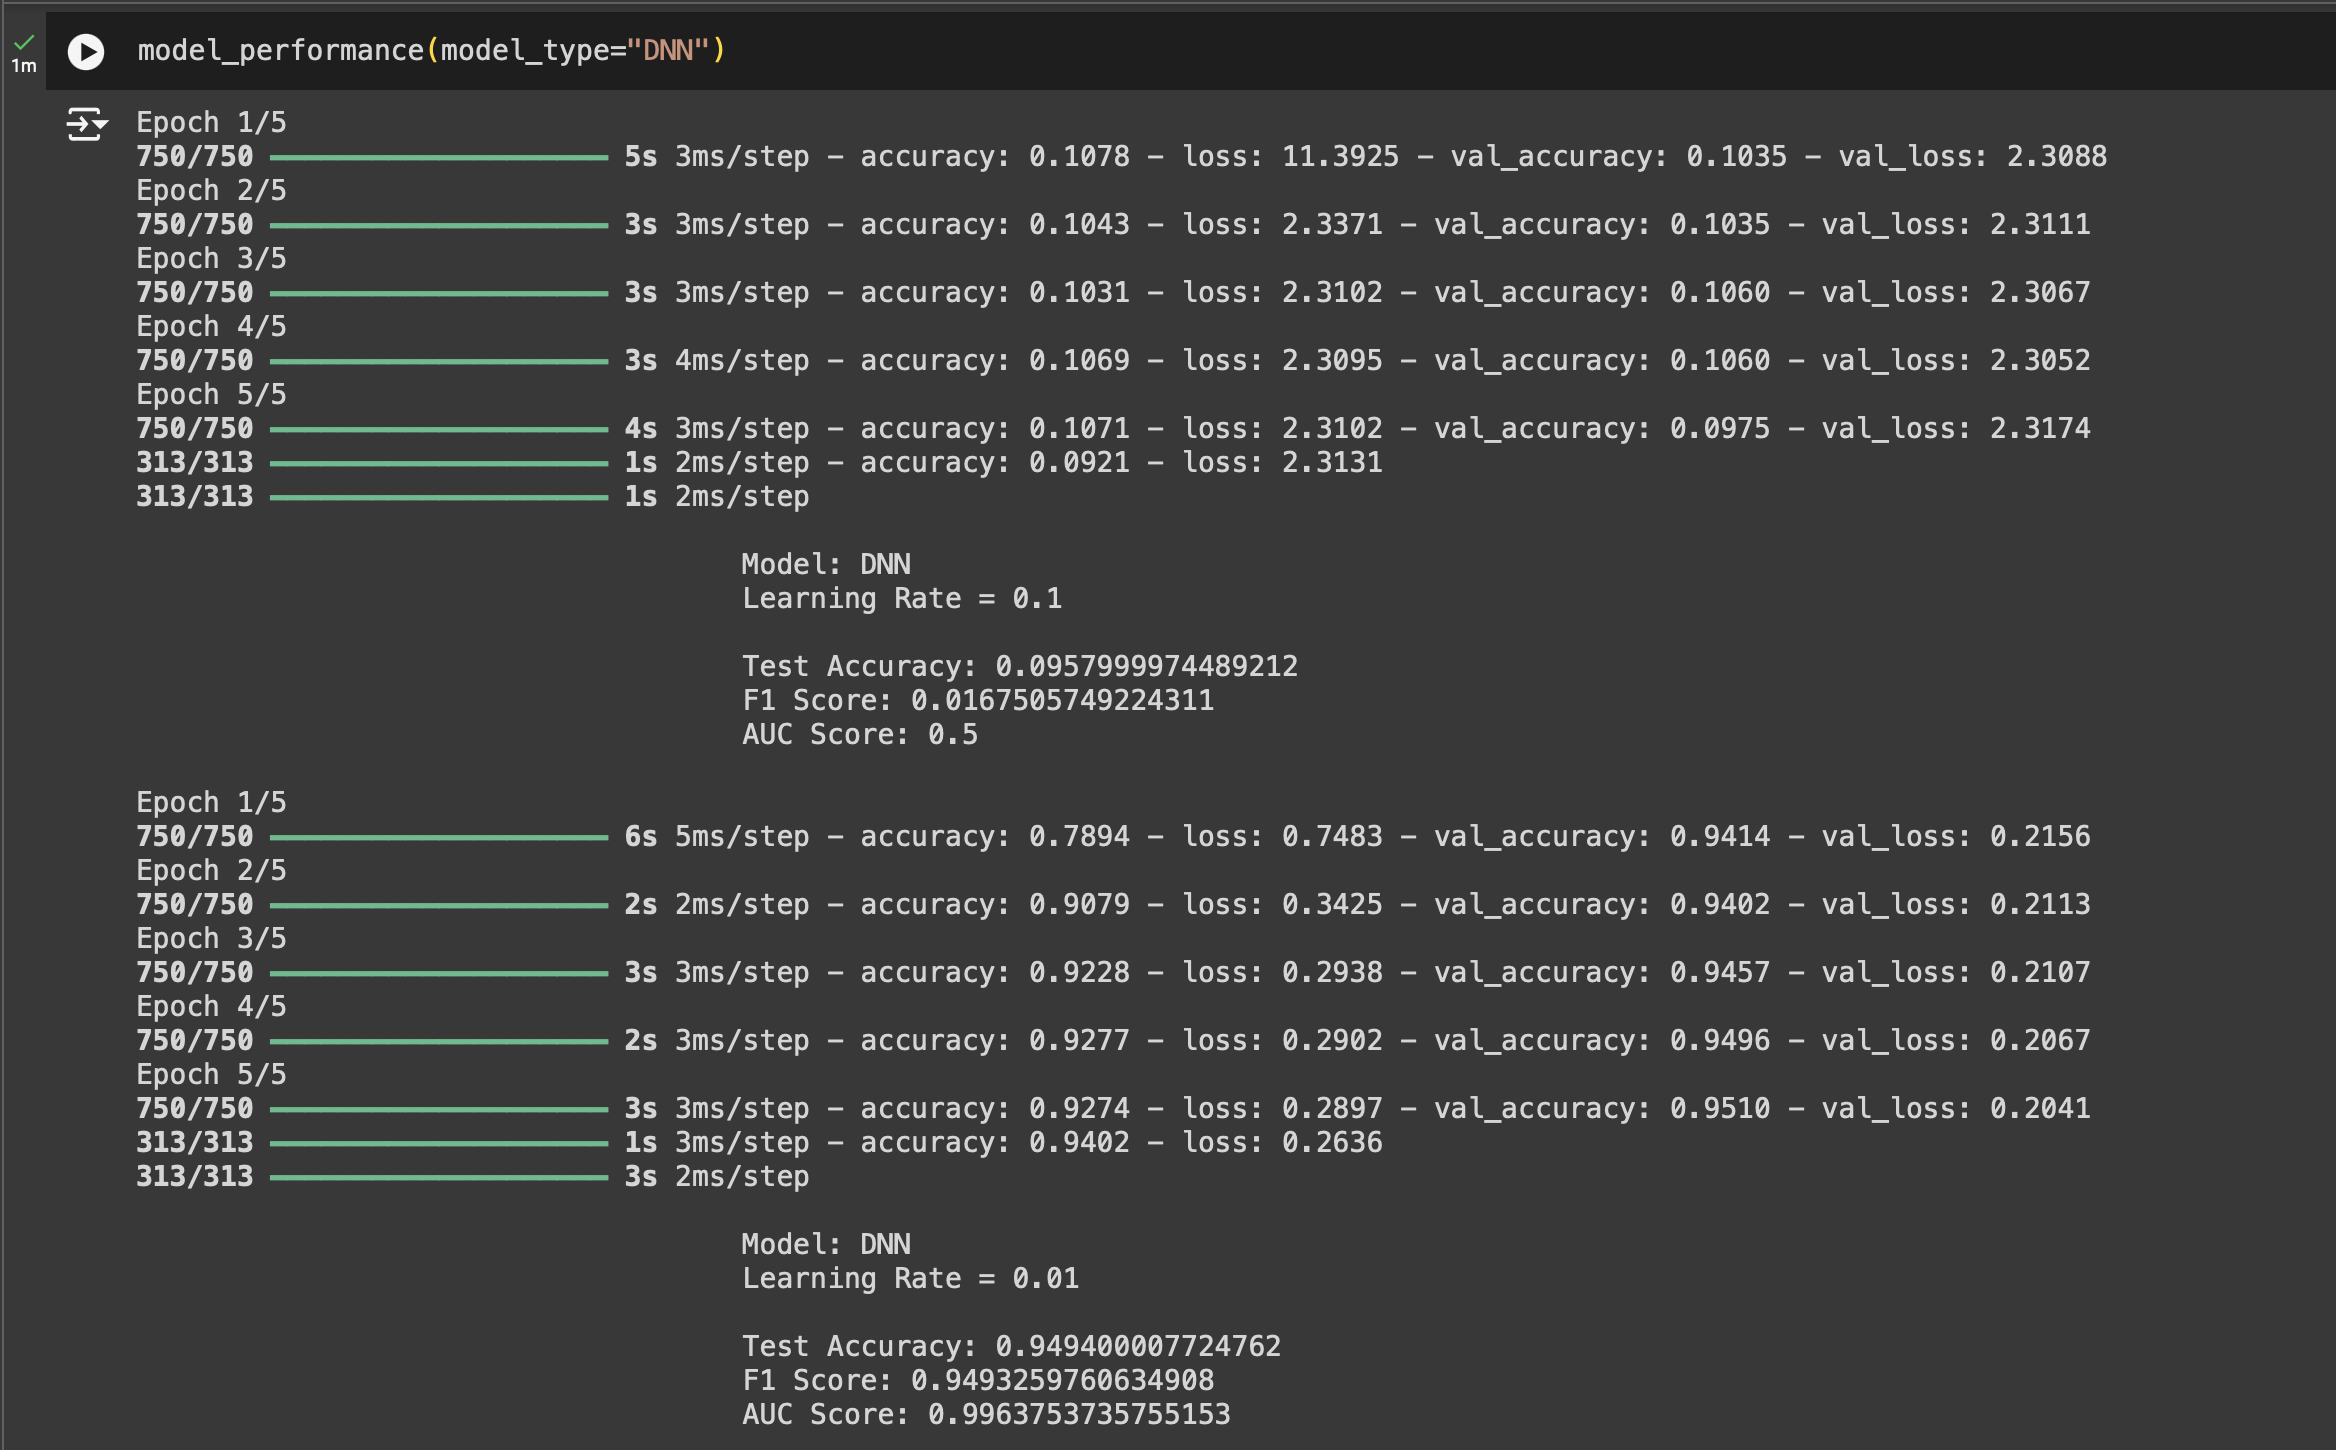 1m
model_performance(model_type="DNN")
Epoch 1/5
750/750 ━━━━━━━━━━━━━━━━━━━━ 5s 3ms/step - accuracy: 0.1078 - loss: 11.3925 - val_accuracy: 0.1035 - val_loss: 2.3088
Epoch 2/5
750/750 ━━━━━━━━━━━━━━━━━━━━ 3s 3ms/step - accuracy: 0.1043 - loss: 2.3371 - val_accuracy: 0.1035 - val_loss: 2.3111
Epoch 3/5
750/750 ━━━━━━━━━━━━━━━━━━━━ 3s 3ms/step - accuracy: 0.1031 - loss: 2.3102 - val_accuracy: 0.1060 - val_loss: 2.3067
Epoch 4/5
750/750 ━━━━━━━━━━━━━━━━━━━━ 3s 4ms/step - accuracy: 0.1069 - loss: 2.3095 - val_accuracy: 0.1060 - val_loss: 2.3052
Epoch 5/5
750/750 ━━━━━━━━━━━━━━━━━━━━ 4s 3ms/step - accuracy: 0.1071 - loss: 2.3102 - val_accuracy: 0.0975 - val_loss: 2.3174
313/313 ━━━━━━━━━━━━━━━━━━━━ 1s 2ms/step - accuracy: 0.0921 - loss: 2.3131
313/313 ━━━━━━━━━━━━━━━━━━━━ 1s 2ms/step
Model: DNN
Learning Rate = 0.1
Test Accuracy: 0.0957999974489212
F1 Score: 0.0167505749224311
AUC Score: 0.5
Epoch 1/5
750/750 ━━━━━━━━━━━━━━━━━━━━ 6s 5ms/step - accuracy: 0.7894 - loss: 0.7483 - val_accuracy: 0.9414 - val_loss: 0.2156
Epoch 2/5
750/750 ━━━━━━━━━━━━━━━━━━━━ 2s 2ms/step - accuracy: 0.9079 - loss: 0.3425 - val_accuracy: 0.9402 - val_loss: 0.2113
Epoch 3/5
750/750 ━━━━━━━━━━━━━━━━━━━━ 3s 3ms/step - accuracy: 0.9228 - loss: 0.2938 - val_accuracy: 0.9457 - val_loss: 0.2107
Epoch 4/5
750/750 ━━━━━━━━━━━━━━━━━━━━ 2s 3ms/step - accuracy: 0.9277 - loss: 0.2902 - val_accuracy: 0.9496 - val_loss: 0.2067
Epoch 5/5
750/750 ━━━━━━━━━━━━━━━━━━━━ 3s 3ms/step - accuracy: 0.9274 - loss: 0.2897 - val_accuracy: 0.9510 - val_loss: 0.2041
313/313 ━━━━━━━━━━━━━━━━━━━━ 1s 3ms/step - accuracy: 0.9402 - loss: 0.2636
313/313 ━━━━━━━━━━━━━━━━━━━━ 3s 2ms/step
Model: DNN
Learning Rate = 0.01
Test Accuracy: 0.949400007724762
F1 Score: 0.9493259760634908
AUC Score: 0.9963753735755153